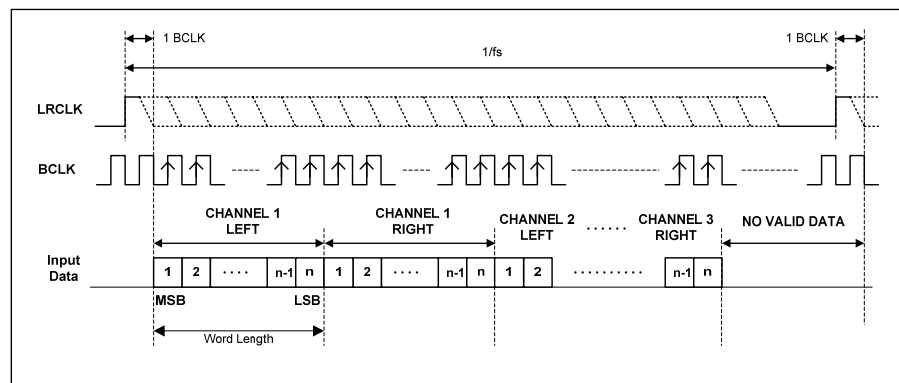 1 BCLK
1/fs
1 BCLK
LRCLK
BCLK
CHANNEL 1
LEFT
CHANNEL 1
RIGHT
CHANNEL 2
LEFT
CHANNEL 3
RIGHT
NO VALID DATA
Input
Data
1 2 n-1 n 1 2 n-1 n 1 2 n-1 n
MSB LSB
Word Length